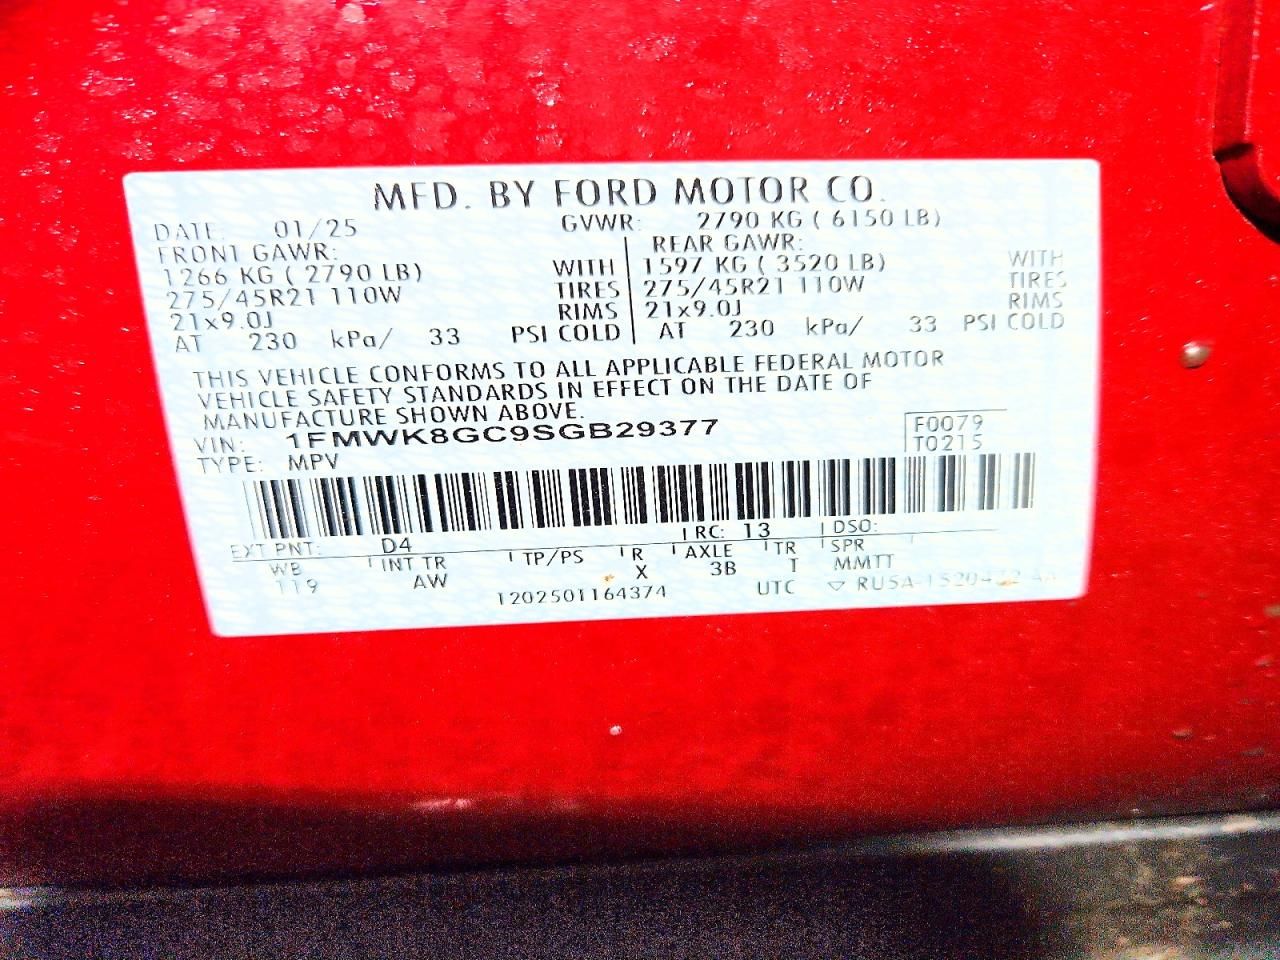 MFD. BY FORD MOTOR CO.
DATE: 01/25 GVWR: 2790 KG ( 6150 LB)
FRONT GAWR: REAR GAWR:
1266 KG ( 2790 LB) WITH 1597 KG ( 3520 LB) WITH
275/45R21 110W TIRES 275/45R21 110W TIRES
21x9.0J RIMS 21x9.0J RIMS
AT 230 kPa/ 33 PSI COLD AT 230 kPa/ 33 PSI COLD
THIS VEHICLE CONFORMS TO ALL APPLICABLE FEDERAL MOTOR
VEHICLE SAFETY STANDARDS IN EFFECT ON THE DATE OF
MANUFACTURE SHOWN ABOVE.
VIN: 1FMWK8GC9SGB29377 F0079
TYPE: MPV T0215
EXT PNT: D4 RC: 13 DSO:
WB INT TR TP/PS R AXLE TR SPR
119 AW X 3B T MMTT
1202501164374 UTC